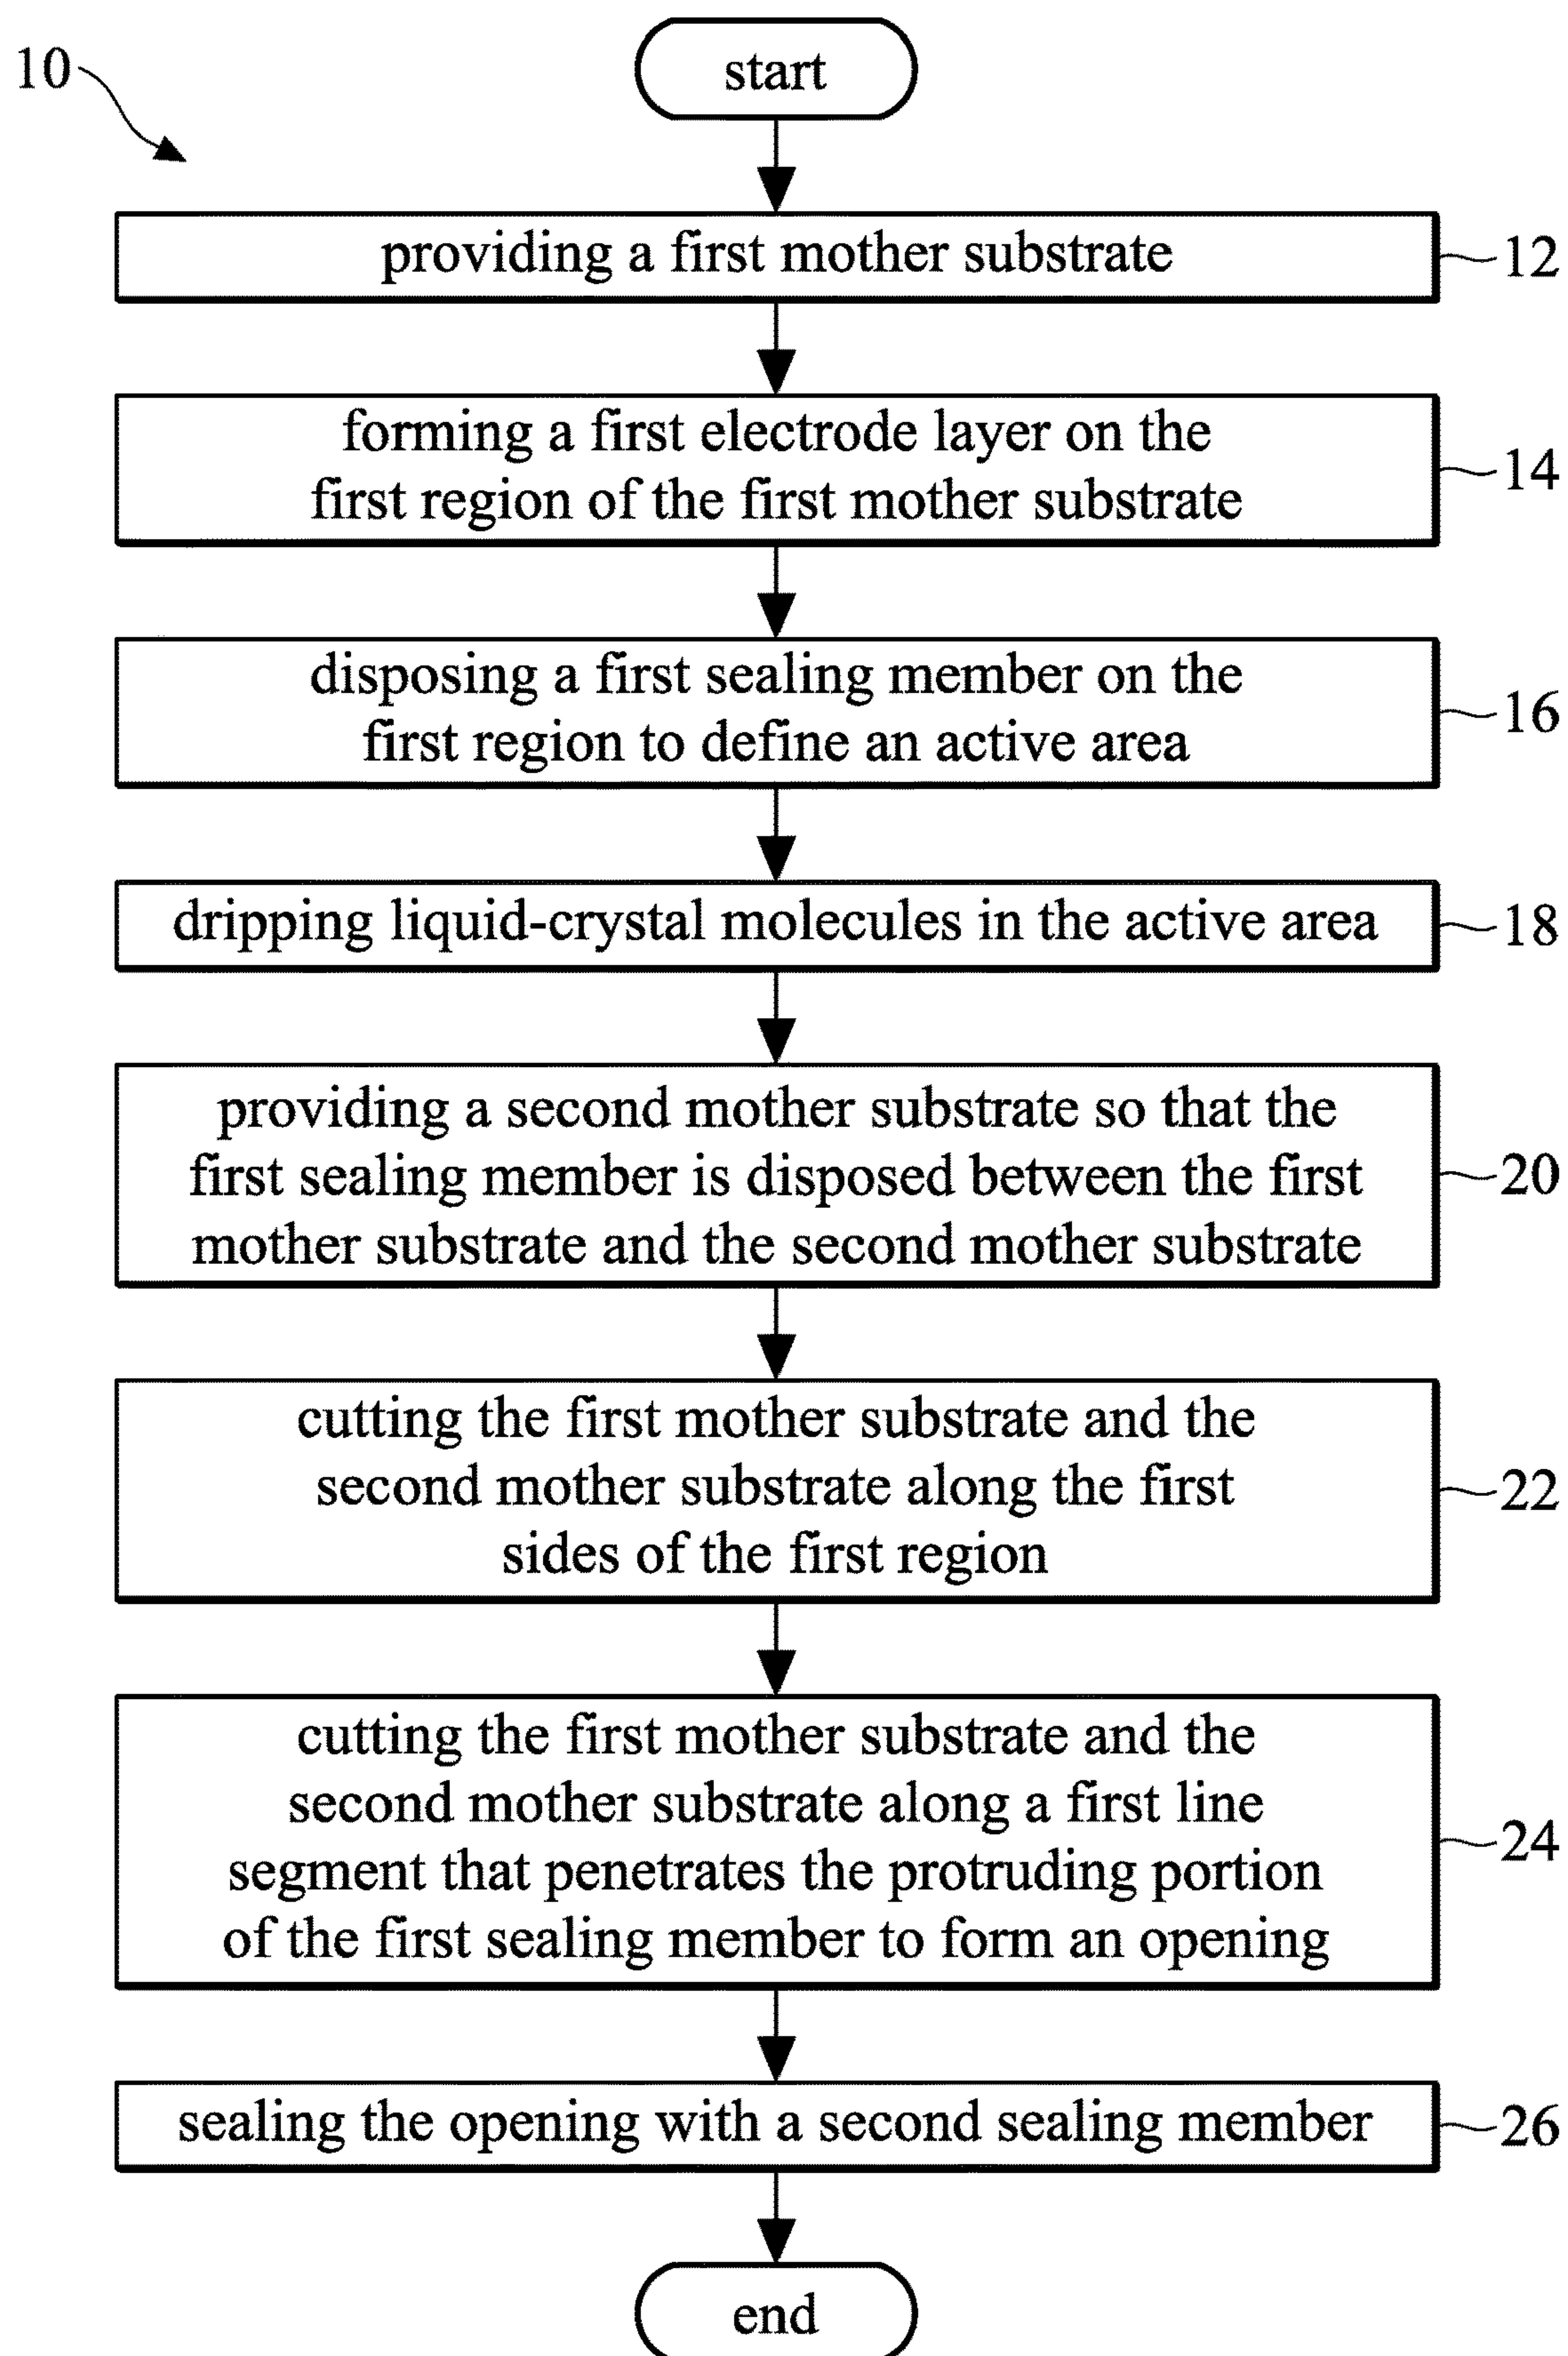 10
start
providing a first mother substrate
12
forming a first electrode layer on the
first region of the first mother substrate
14
disposing a first sealing member on the
first region to define an active area
16
dripping liquid-crystal molecules in the active area
18
providing a second mother substrate so that the
first sealing member is disposed between the first
mother substrate and the second mother substrate
20
cutting the first mother substrate and the
second mother substrate along the first
sides of the first region
22
cutting the first mother substrate and the
second mother substrate along a first line
segment that penetrates the protruding portion
of the first sealing member to form an opening
24
sealing the opening with a second sealing member
26
end